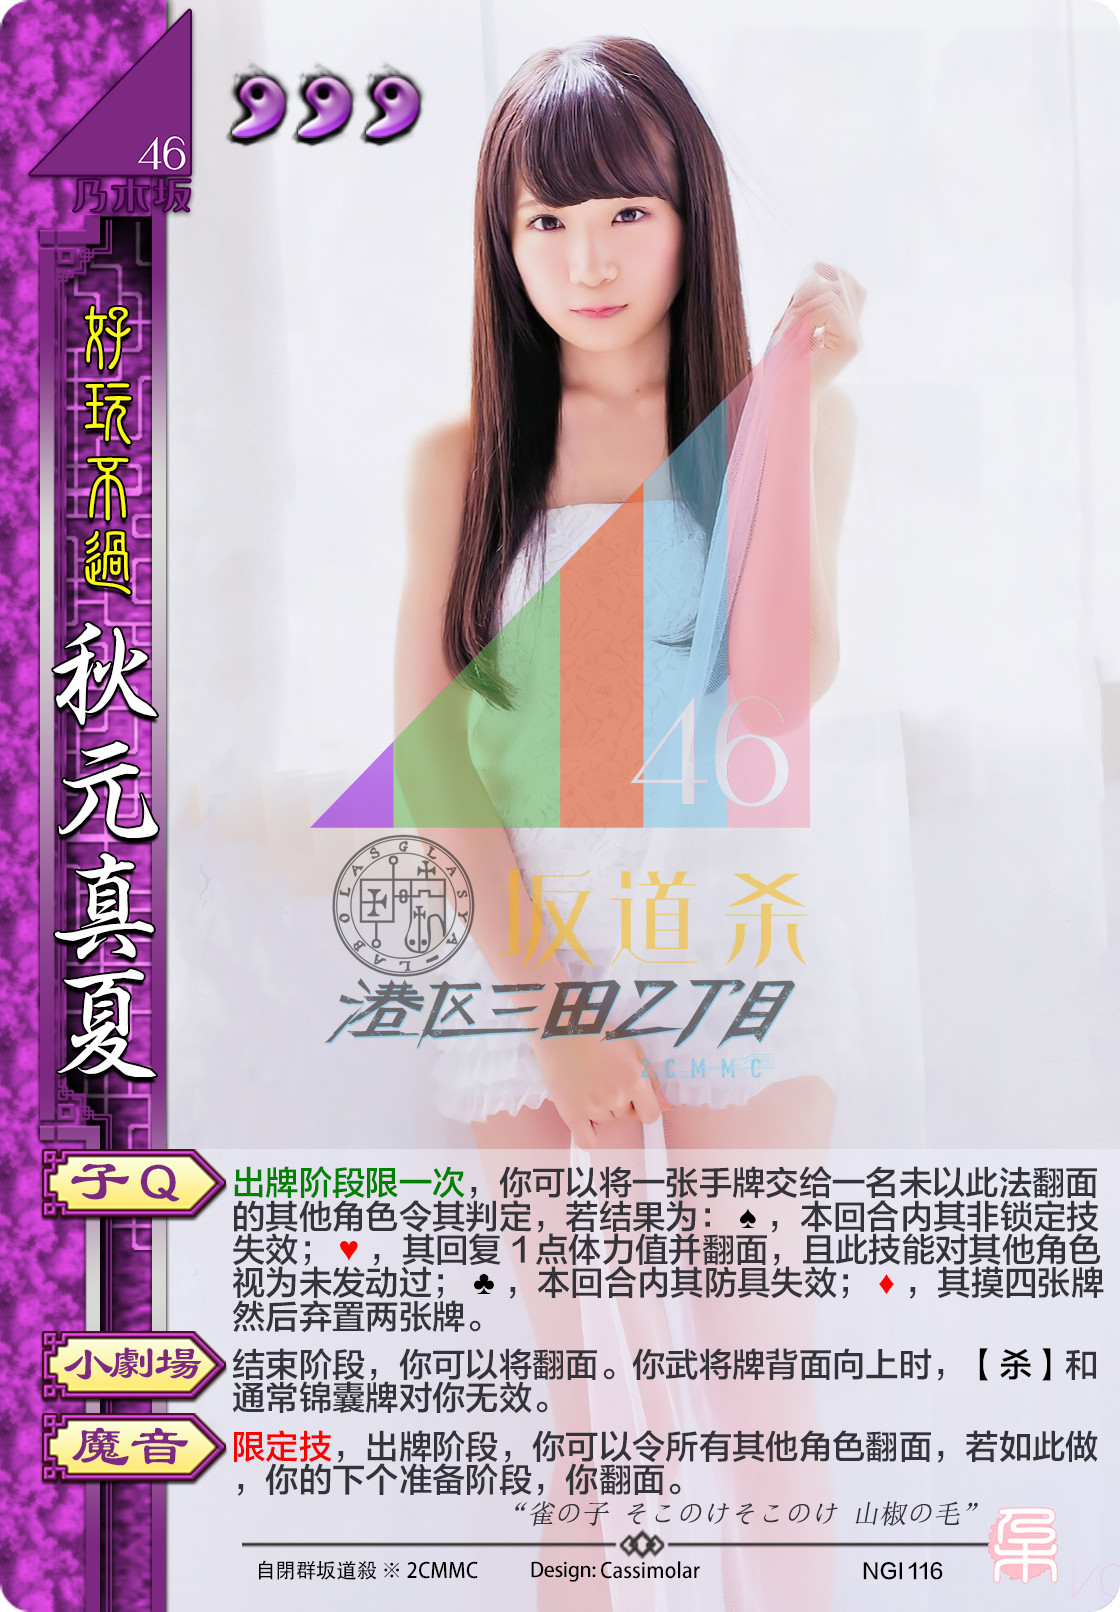 46
乃木坂
好玩不過
秋元真夏
46
GLASYA-LABOLAS
坂道杀
港区三田乙丁目
2CMMC
子Q
出牌阶段限一次，你可以将一张手牌交给一名未以此法翻面
的其他角色令其判定，若结果为：♠，本回合内其非锁定技
失效；♥，其回复1点体力值并翻面，且此技能对其他角色
视为未发动过；♣，本回合内其防具失效；♦，其摸四张牌
然后弃置两张牌。
小劇場
结束阶段，你可以将翻面。你武将牌背面向上时，【杀】和
通常锦囊牌对你无效。
魔音
限定技，出牌阶段，你可以令所有其他角色翻面，若如此做
，你的下个准备阶段，你翻面。
“雀の子 そこのけそこのけ 山椒の毛”
自閉群坂道殺 ※ 2CMMC
Design: Cassimolar
NGI 116